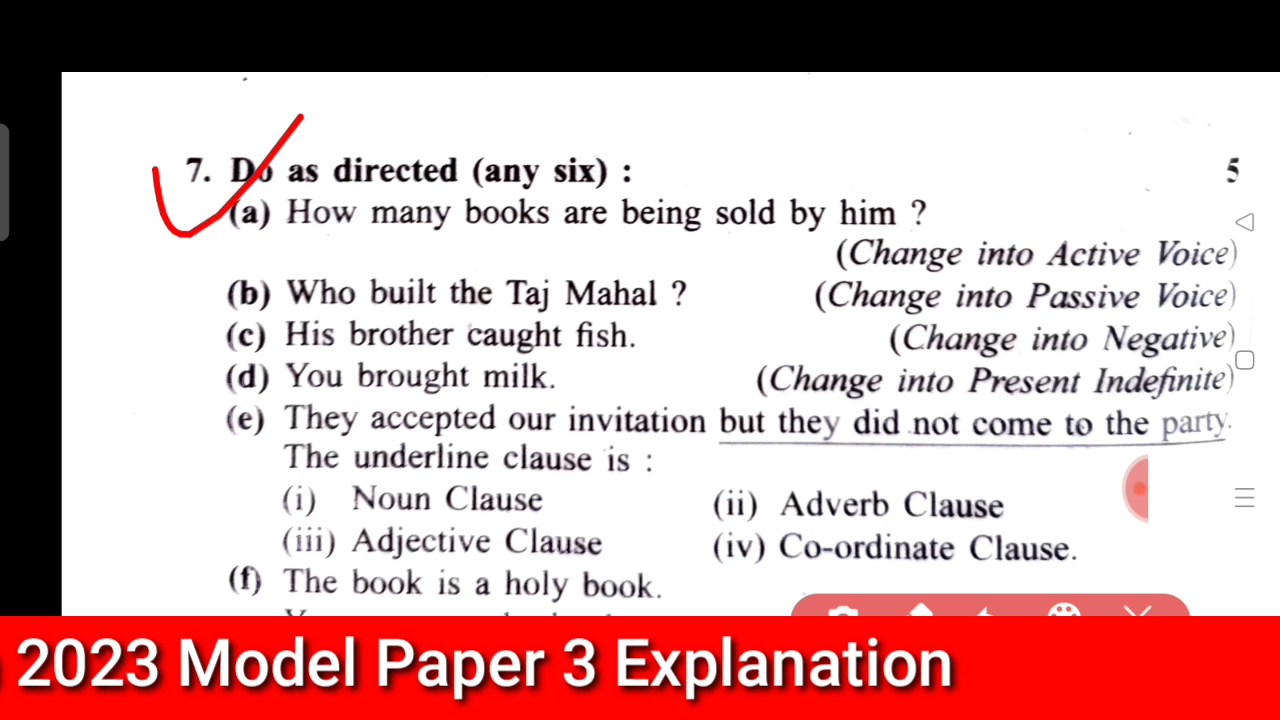 7. Do as directed (any six) : 5
(a) How many books are being sold by him ?
(Change into Active Voice)
(b) Who built the Taj Mahal ? (Change into Passive Voice)
(c) His brother caught fish. (Change into Negative)
(d) You brought milk. (Change into Present Indefinite)
(e) They accepted our invitation but they did not come to the party.
The underline clause is :
(i) Noun Clause (ii) Adverb Clause
(iii) Adjective Clause (iv) Co-ordinate Clause.
(f) The book is a holy book.
2023 Model Paper 3 Explanation